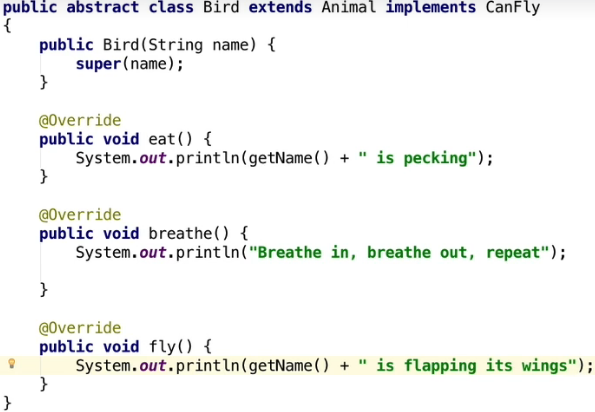 public abstract class Bird extends Animal implements CanFly
{
    public Bird(String name) {
        super(name);
    }

    @Override
    public void eat() {
        System.out.println(getName() + " is pecking");
    }

    @Override
    public void breathe() {
        System.out.println("Breathe in, breathe out, repeat");

    }

    @Override
    public void fly() {
        System.out.println(getName() + " is flapping its wings");
    }
}